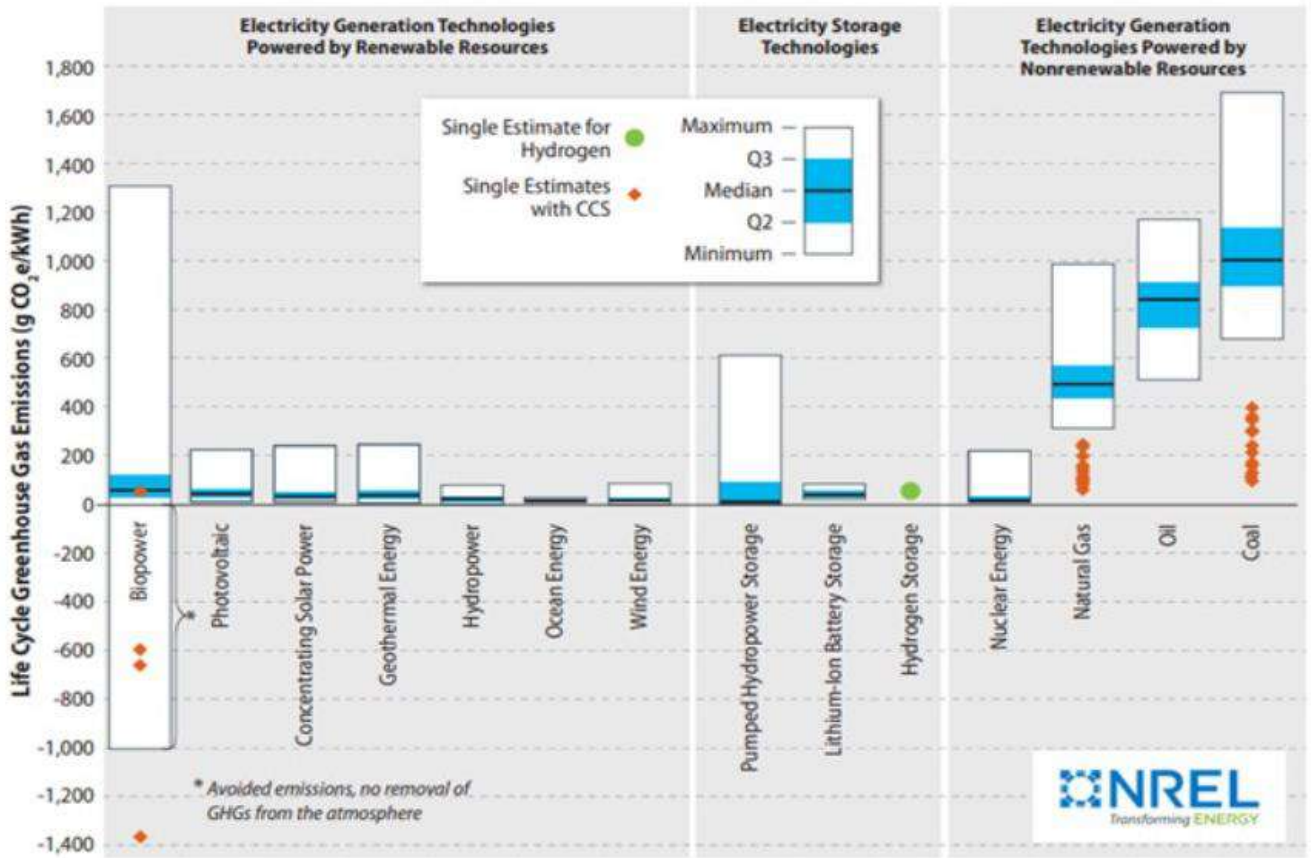 Electricity Generation Technologies
Powered by Renewable Resources
Electricity Storage
Technologies
Electricity Generation
Technologies Powered by
Nonrenewable Resources
Life Cycle Greenhouse Gas Emissions (g CO₂e/kWh)
1,800
1,600
1,400
1,200
1,000
800
600
400
200
0
-200
-400
-600
-800
-1,000
-1,200
-1,400
Single Estimate for
Hydrogen
Single Estimates
with CCS
Maximum
Q3
Median
Q2
Minimum
Biopower
*
Photovoltaic
Concentrating Solar Power
Geothermal Energy
Hydropower
Ocean Energy
Wind Energy
Pumped Hydropower Storage
Lithium-Ion Battery Storage
Hydrogen Storage
Nuclear Energy
Natural Gas
Oil
Coal
* Avoided emissions, no removal of
GHGs from the atmosphere
NREL
Transforming ENERGY